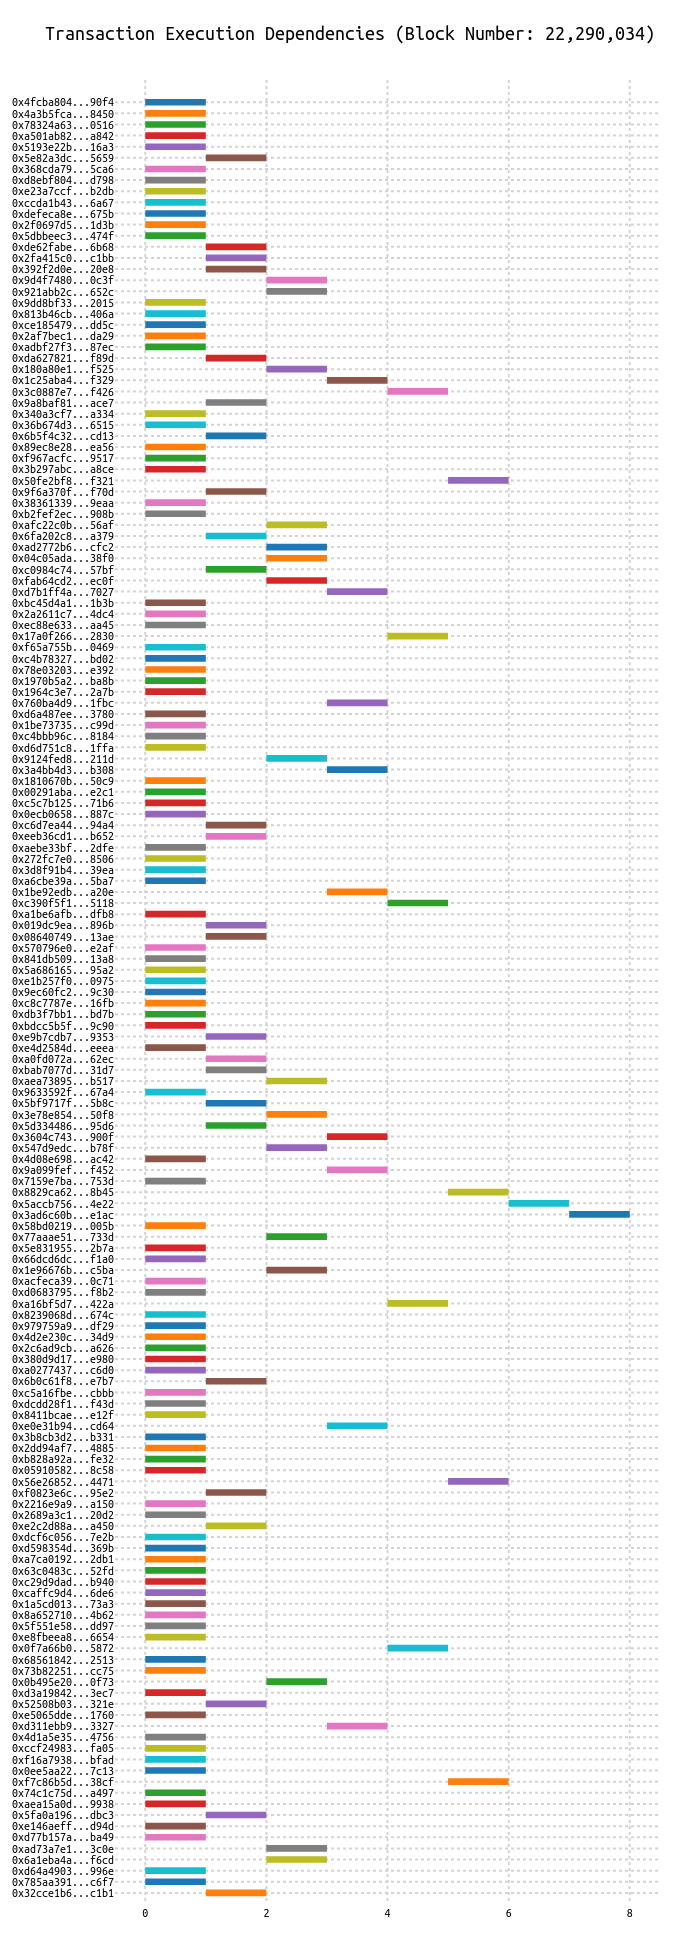 Transaction Execution Dependencies (Block Number: 22,290,034)
0x4fcba804...90f4
0x4a3b5fca...8450
0x78324a63...0516
0xa501ab82...a842
0x5193e22b...16a3
0x5e82a3dc...5659
0x368cda79...5ca6
0xd8ebf804...d798
0xe23a7ccf...b2db
0xccda1b43...6a67
0xdefeca8e...675b
0x2f0697d5...1d3b
0x5dbbeec3...474f
0xde62fabe...6b68
0x2fa415c0...c1bb
0x392f2d0e...20e8
0x9d4f7480...0c3f
0x921abb2c...652c
0x9dd8bf33...2015
0x813b46cb...406a
0xce185479...dd5c
0x2af7bec1...da29
0xadbf27f3...87ec
0xda627821...f89d
0x180a80e1...f525
0x1c25aba4...f329
0x3c0887e7...f426
0x9a8baf81...ace7
0x340a3cf7...a334
0x36b674d3...6515
0x6b5f4c32...cd13
0x89ec8e28...ea56
0xf967acfc...9517
0x3b297abc...a8ce
0x50fe2bf8...f321
0x9f6a370f...f70d
0x38361339...9eaa
0xb2fef2ec...908b
0xafc22c0b...56af
0x6fa202c8...a379
0xad2772b6...cfc2
0x04c05ada...38f0
0xc0984c74...57bf
0xfab64cd2...ec0f
0xd7b1ff4a...7027
0xbc45d4a1...1b3b
0x2a2611c7...4dc4
0xec88e633...aa45
0x17a0f266...2830
0xf65a755b...0469
0xc4b78327...bd02
0x78e03203...e392
0x1970b5a2...ba8b
0x1964c3e7...2a7b
0x760ba4d9...1fbc
0xd6a487ee...3780
0x1be73735...c99d
0xc4bbb96c...8184
0xd6d751c8...1ffa
0x9124fed8...211d
0x3a4bb4d3...b308
0x1810670b...50c9
0x00291aba...e2c1
0xc5c7b125...71b6
0x0ecb0658...887c
0xc6d7ea44...94a4
0xeeb36cd1...b652
0xaebe33bf...2dfe
0x272fc7e0...8506
0x3d8f91b4...39ea
0xa6cbe39a...5ba7
0x1be92edb...a20e
0xc390f5f1...5118
0xa1be6afb...dfb8
0x019dc9ea...896b
0x08640749...13ae
0x570796e0...e2af
0x841db509...13a8
0x5a686165...95a2
0xe1b257f0...0975
0x9ec60fc2...9c30
0xc8c7787e...16fb
0xdb3f7bb1...bd7b
0xbdcc5b5f...9c90
0xe9b7cdb7...9353
0xe4d2584d...eeea
0xa0fd072a...62ec
0xbab7077d...31d7
0xaea73895...b517
0x9633592f...67a4
0x5bf9717f...5b8c
0x3e78e854...50f8
0x5d334486...95d6
0x3604c743...900f
0x547d9edc...b78f
0x4d08e698...ac42
0x9a099fef...f452
0x7159e7ba...753d
0x8829ca62...8b45
0x5accb756...4e22
0x3ad6c60b...e1ac
0x58bd0219...005b
0x77aaae51...733d
0x5e831955...2b7a
0x66dcd6dc...f1a0
0x1e96676b...c5ba
0xacfeca39...0c71
0xd0683795...f8b2
0xa16bf5d7...422a
0x8239068d...674c
0x979759a9...df29
0x4d2e230c...34d9
0x2c6ad9cb...a626
0x380d9d17...e980
0xa0277437...c6d0
0x6b0c61f8...e7b7
0xc5a16fbe...cbbb
0xdcdd28f1...f43d
0x8411bcae...e12f
0xe0e31b94...cd64
0x3b8cb3d2...b331
0x2dd94af7...4885
0xb828a92a...fe32
0x05910582...8c58
0x56e26852...4471
0xf0823e6c...95e2
0x2216e9a9...a150
0x2689a3c1...20d2
0xe2c2d88a...a450
0xdcf6c056...7e2b
0xd598354d...369b
0xa7ca0192...2db1
0x63c0483c...52fd
0xc29d9dad...b940
0xcaffc9d4...6de6
0x1a5cd013...73a3
0x8a652710...4b62
0x5f551e58...dd97
0xe8fbeea8...6654
0x0f7a66b0...5872
0x68561842...2513
0x73b82251...cc75
0x0b495e20...0f73
0xd3a19842...3ec7
0x52508b03...321e
0xe5065dde...1760
0xd311ebb9...3327
0x4d1a5e35...4756
0xccf24983...fa05
0xf16a7938...bfad
0x0ee5aa22...7c13
0xf7c86b5d...38cf
0x74c1c75d...a497
0xaea15a0d...9938
0x5fa0a196...dbc3
0xe146aeff...d94d
0xd77b157a...ba49
0xad73a7e1...3c0e
0x6a1eba4a...f6cd
0xd64a4903...996e
0x785aa391...c6f7
0x32cce1b6...c1b1
0 2 4 6 8